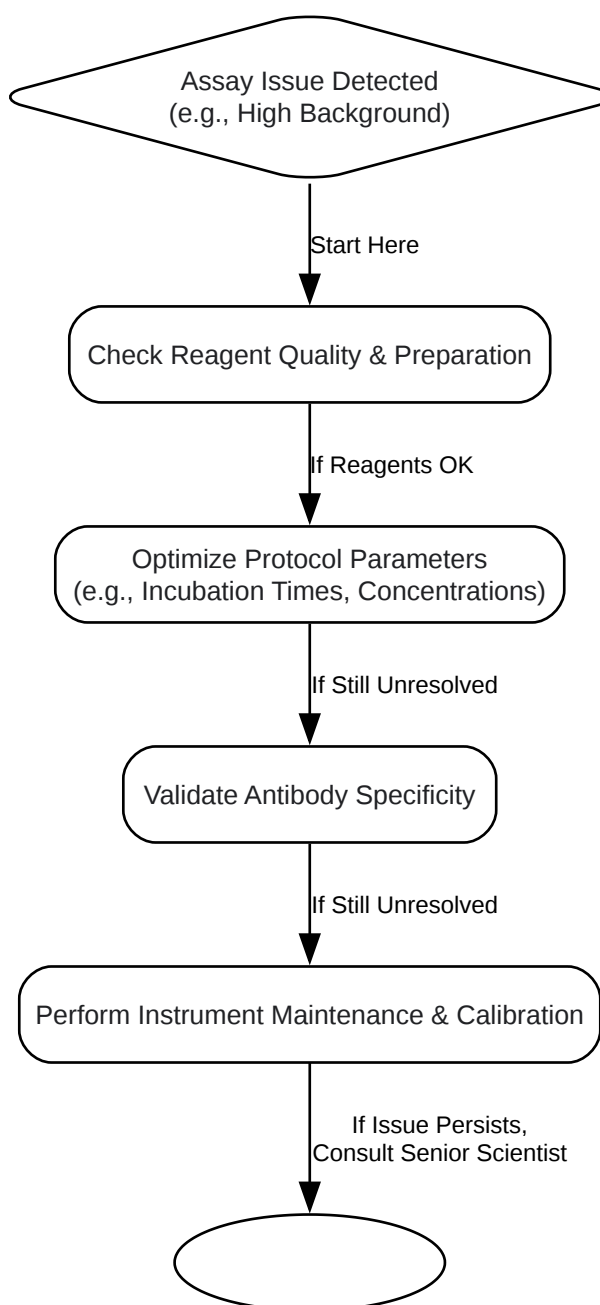 Assay Issue Detected
(e.g., High Background)
Start Here
Check Reagent Quality & Preparation
If Reagents OK
Optimize Protocol Parameters
(e.g., Incubation Times, Concentrations)
If Still Unresolved
Validate Antibody Specificity
If Still Unresolved
Perform Instrument Maintenance & Calibration
If Issue Persists,
Consult Senior Scientist